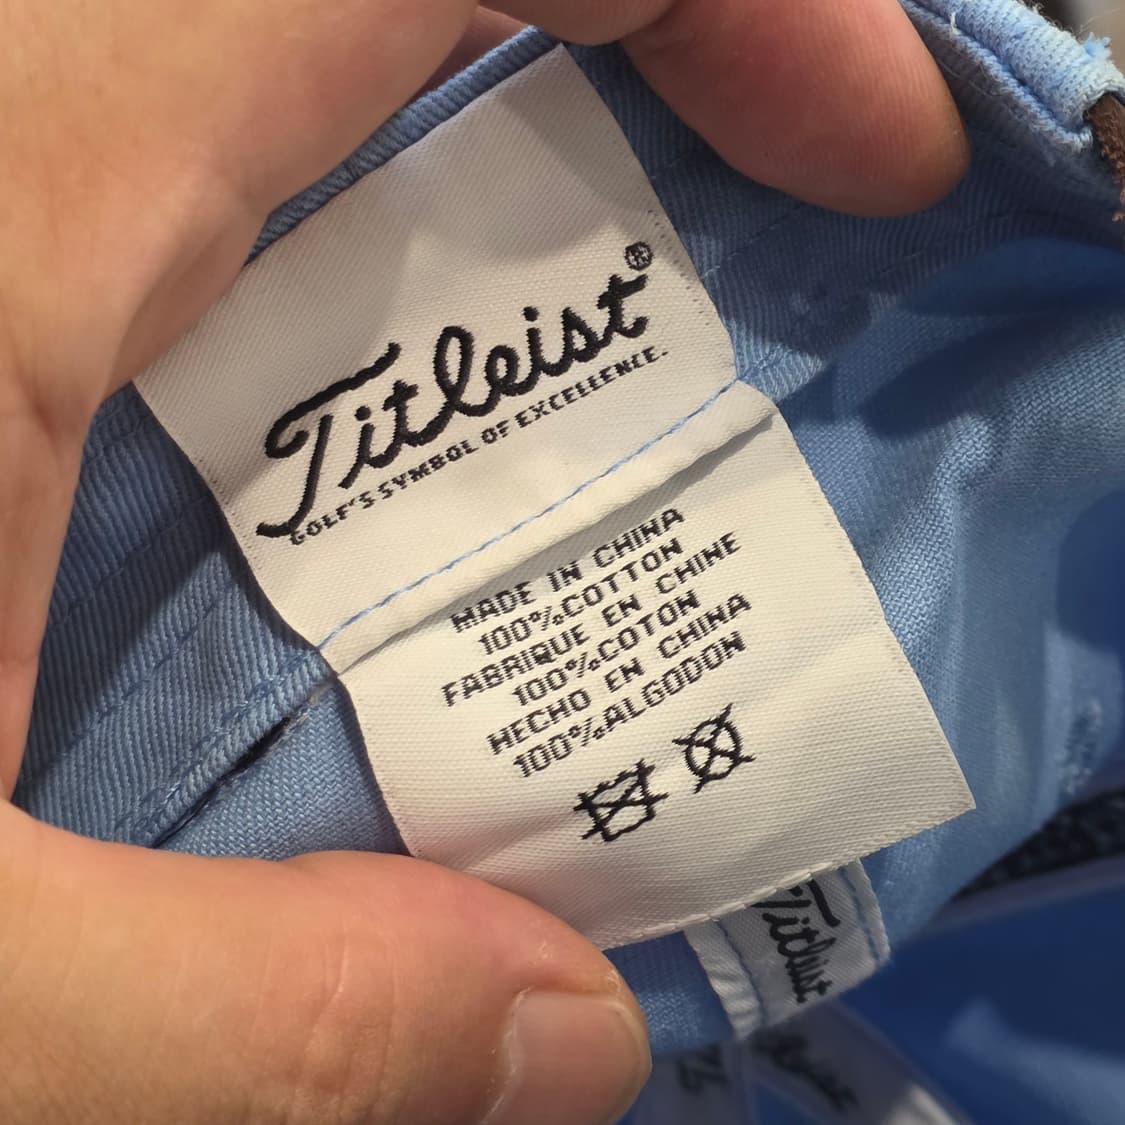 Titleist®
GOLF'S SYMBOL OF EXCELLENCE.
MADE IN CHINA
100%COTTON
FABRIQUE EN CHINE
100%COTON
HECHO EN CHINA
100%ALGODON
Titleist